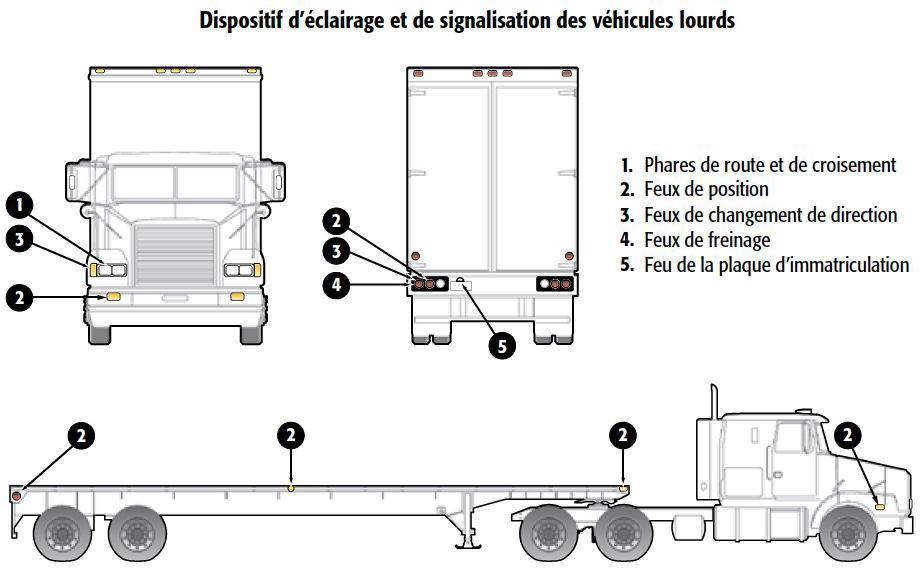 Dispositif d'éclairage et de signalisation des véhicules lourds
1
3
2
2
3
4
5
1. Phares de route et de croisement
2. Feux de position
3. Feux de changement de direction
4. Feux de freinage
5. Feu de la plaque d'immatriculation
2
2
2
2